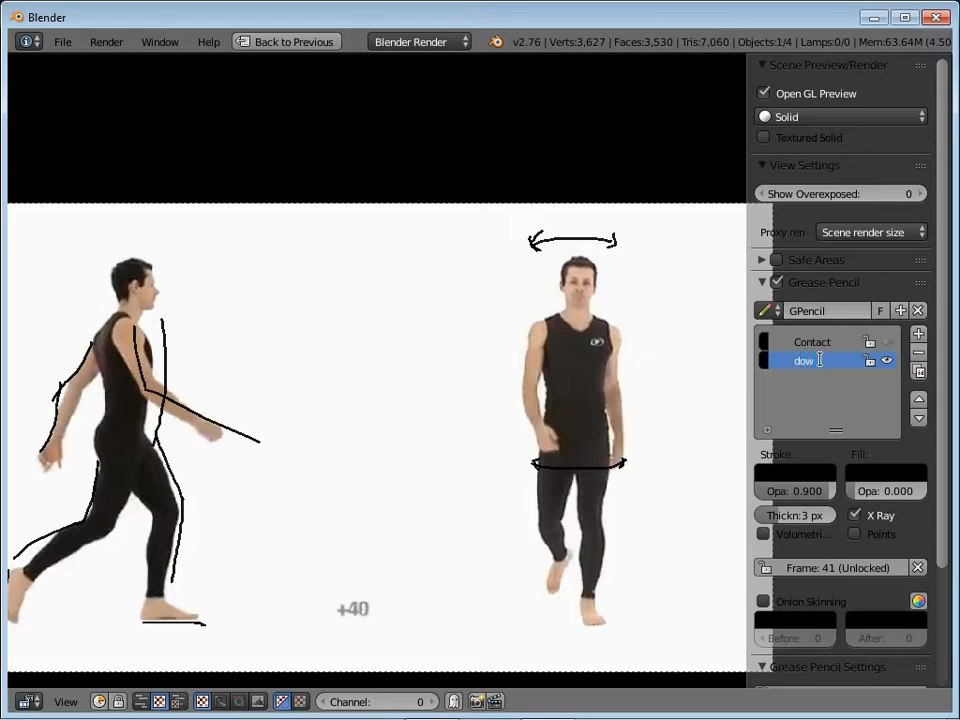 Blender
File Render Window Help Back to Previous Blender Render v2.76 | Verts:3,627 | Faces:3,530 | Tris:7,060 | Objects:1/4 | Lamps:0/0 | Mem:63.64M (4.50
Scene Preview/Render
Open GL Preview
Solid
Textured Solid
View Settings
Show Overexposed: 0
Proxy ren Scene render size
Safe Areas
Grease Pencil
GPencil F
Contact
dow
Stroke: Fill:
Opa: 0.900 Opa: 0.000
Thickn:3 px X Ray
Volumetri... Points
Frame: 41 (Unlocked)
Onion Skinning
Before: 0 After: 0
Grease Pencil Settings
+40
View Channel: 0